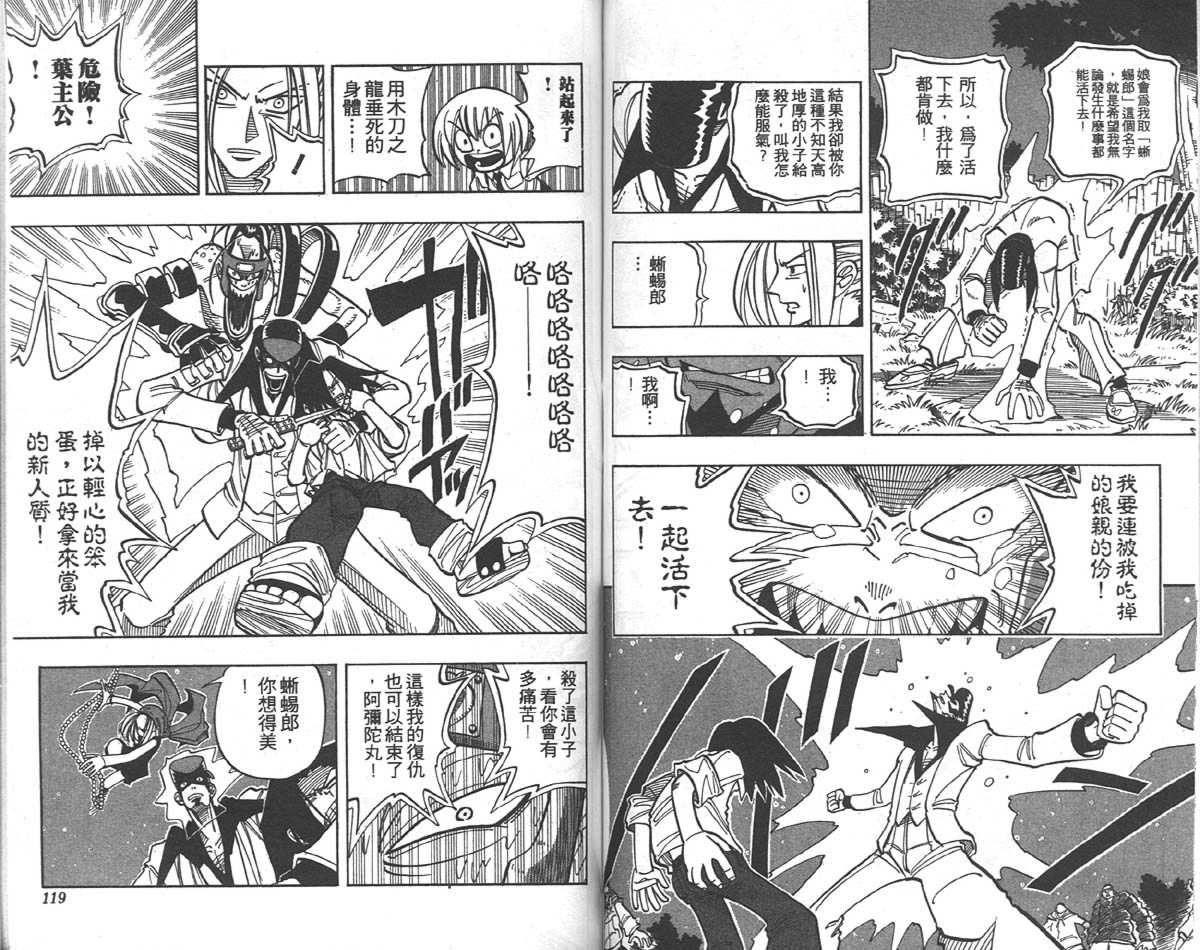 娘會為我取「蜥
蜴郎」這個名字
，就是希望我無
論發生什麼事都
能活下去！
所以，為了活
下去，我什麼
都肯做！
結果我卻被你
這種不知天高
地厚的小子給
殺了，叫我怎
麼能服氣？
蜥蜴郎
…
我…
！
我啊…
！
我要連被我吃掉
的娘親的份！
一起活下
去！
站起來了
！
用木刀之
龍垂死的
身體…！
！
危險！
葉主公
！
咯咯咯咯咯咯咯
咯——！
掉以輕心的笨
蛋，正好拿來當我
的新人質！
殺了這小子
，看你會有
多痛苦！
這樣我的復仇
也可以結束了
，阿彌陀丸！
蜥蜴郎，
你想得美
！
119